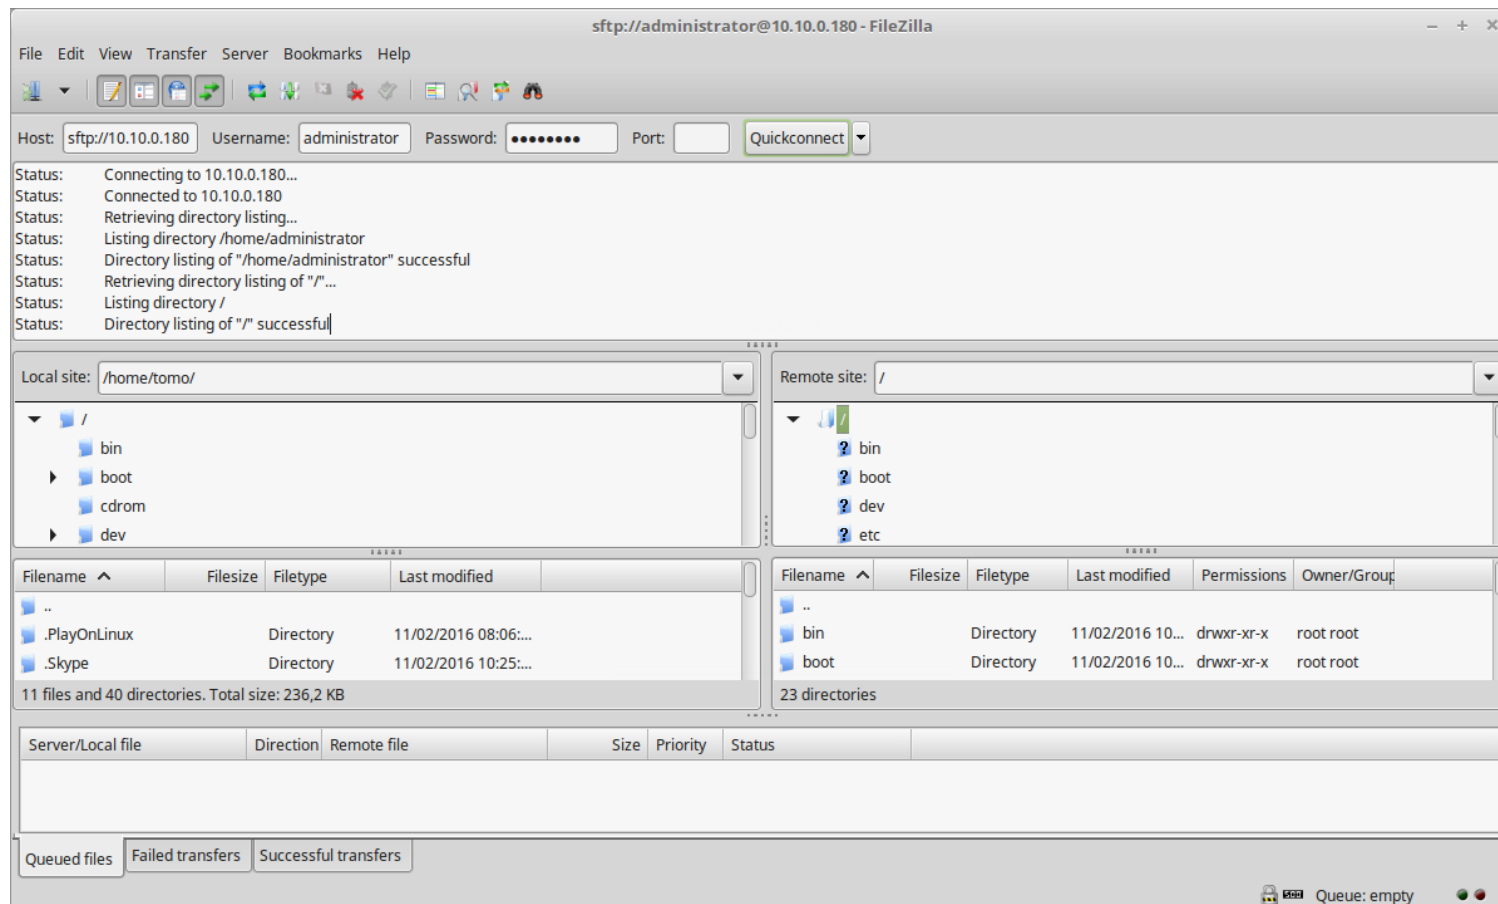 sftp://administrator@10.10.0.180 - FileZilla
File Edit View Transfer Server Bookmarks Help
Host: sftp://10.10.0.180 Username: administrator Password: ●●●●●●●● Port: Quickconnect
Status: Connecting to 10.10.0.180...
Status: Connected to 10.10.0.180
Status: Retrieving directory listing...
Status: Listing directory /home/administrator
Status: Directory listing of "/home/administrator" successful
Status: Retrieving directory listing of "/"...
Status: Listing directory /
Status: Directory listing of "/" successful
Local site: /home/tomo/
/
bin
boot
cdrom
dev
Filename Filesize Filetype Last modified
..
.PlayOnLinux Directory 11/02/2016 08:06:...
.Skype Directory 11/02/2016 10:25:...
11 files and 40 directories. Total size: 236,2 KB
Remote site: /
/
? bin
? boot
? dev
? etc
Filename Filesize Filetype Last modified Permissions Owner/Group
..
bin Directory 11/02/2016 10... drwxr-xr-x root root
boot Directory 11/02/2016 10... drwxr-xr-x root root
23 directories
Server/Local file Direction Remote file Size Priority Status
Queued files Failed transfers Successful transfers
Queue: empty